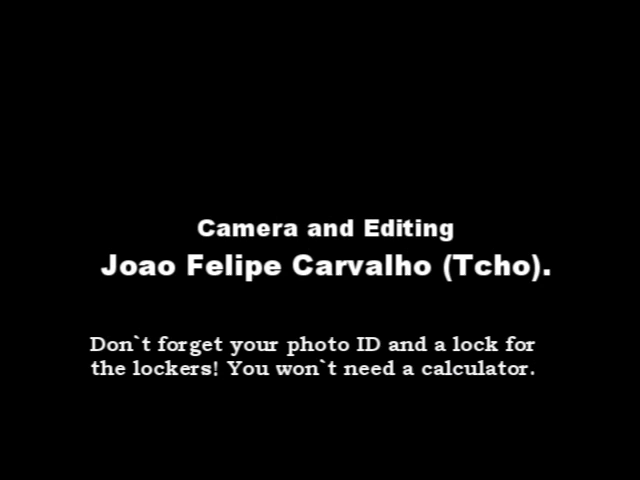 Camera and Editing
Joao Felipe Carvalho (Tcho).
Don`t forget your photo ID and a lock for
the lockers! You won`t need a calculator.